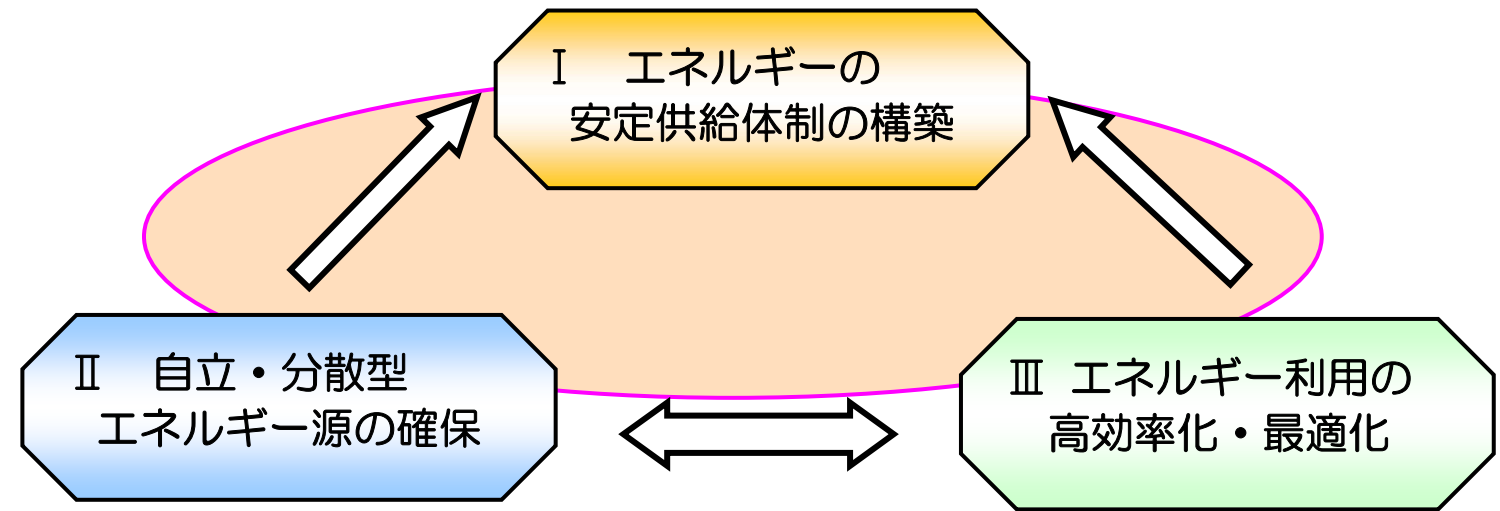 Ⅰ　エネルギーの
安定供給体制の構築
Ⅱ　自立・分散型
エネルギー源の確保
Ⅲ エネルギー利用の
高効率化・最適化